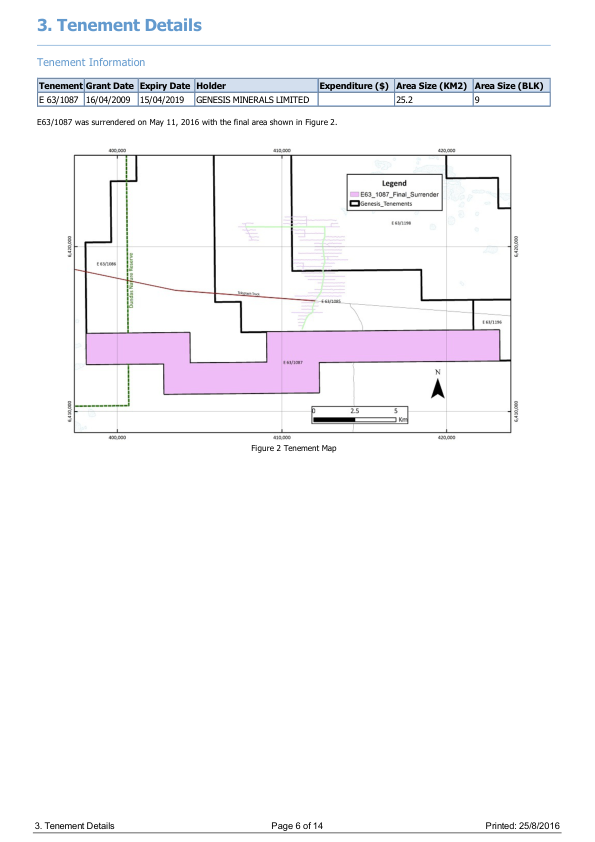 3. Tenement Details
Tenement Information
Tenement Grant Date Expiry Date Holder Expenditure ($) Area Size (KM2) Area Size (BLK)
E 63/1087 16/04/2009 15/04/2019 GENESIS MINERALS LIMITED 25.2 9
E63/1087 was surrendered on May 11, 2016 with the final area shown in Figure 2.
400,000 410,000 420,000
Legend
E63_1087_Final_Surrender
Genesis_Tenements
E 63/1196
6,420,000 6,420,000
E 63/1086
Dundas Nature Reserve
E 63/1085
E 63/1196
E 63/1087
N
0 2.5 5
Km
6,410,000
400,000 410,000 420,000
Figure 2 Tenement Map
3. Tenement Details Page 6 of 14 Printed: 25/8/2016